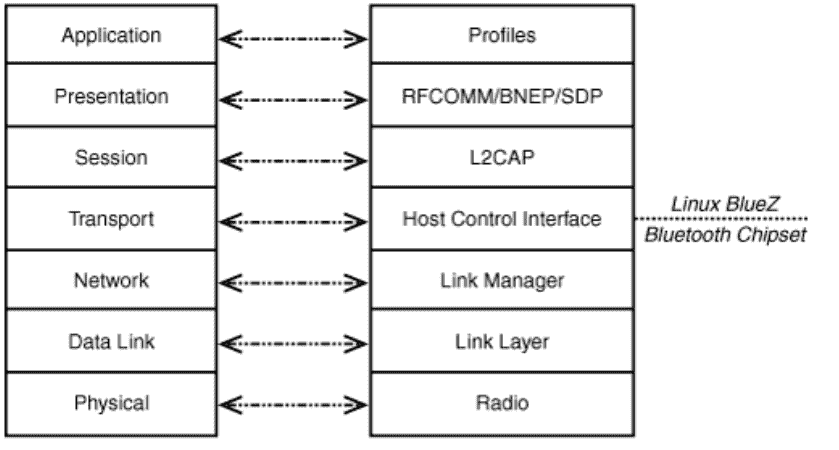 Application
Profiles
Presentation
RFCOMM/BNEP/SDP
Session
L2CAP
Transport
Host Control Interface
Linux BlueZ
Bluetooth Chipset
Network
Link Manager
Data Link
Link Layer
Physical
Radio